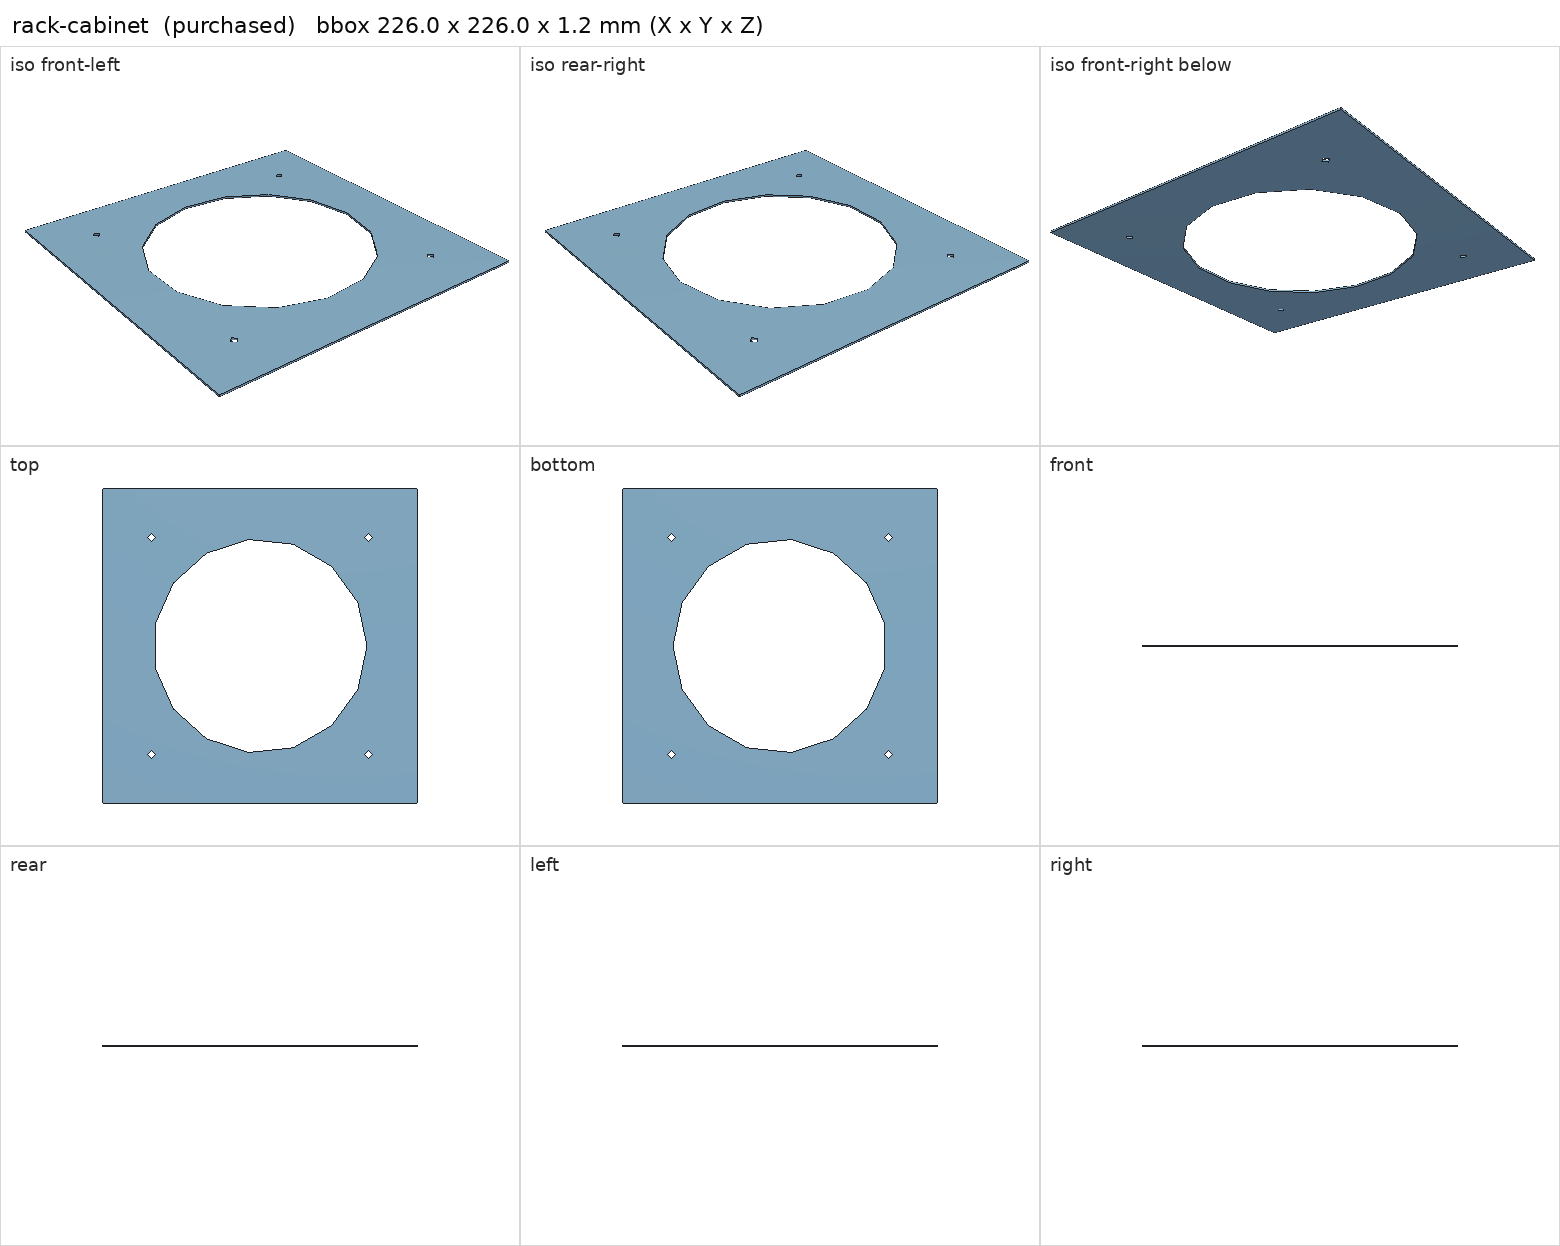 rack-cabinet (purchased) bbox 226.0 x 226.0 x 1.2 mm (X x Y x Z)
iso front-left
iso rear-right
iso front-right below
top
bottom
front
rear
left
right